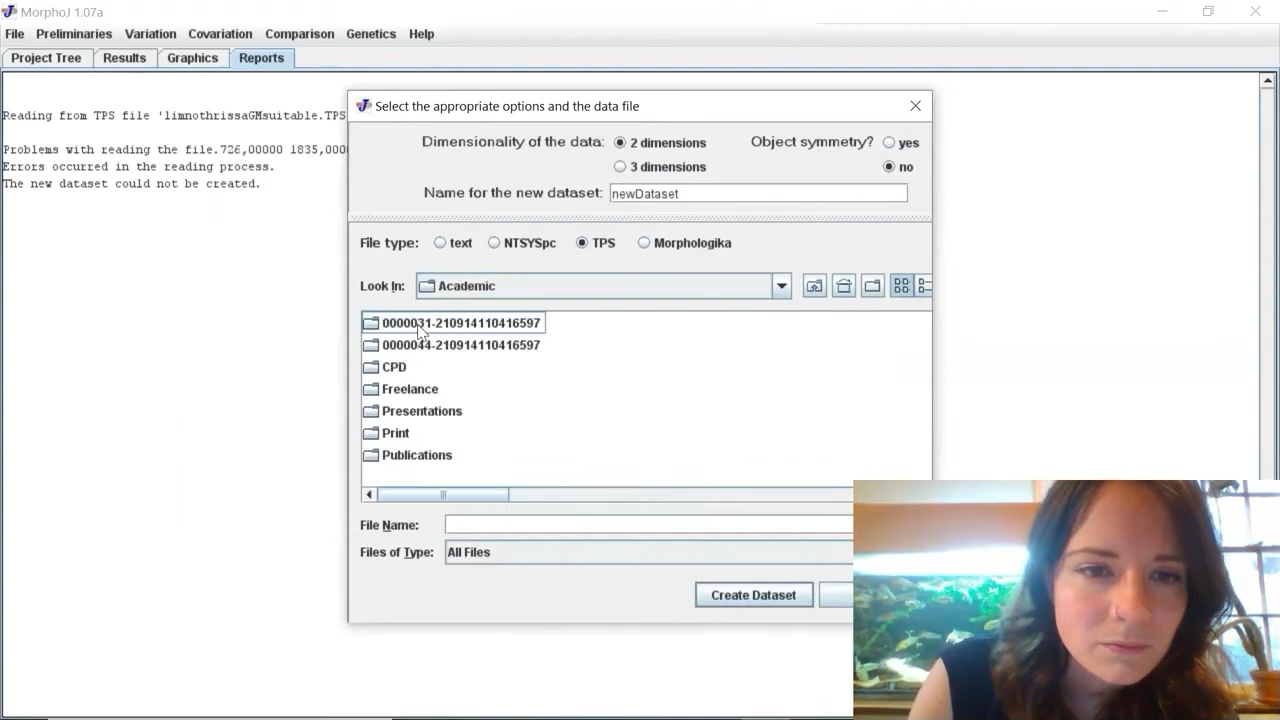 MorphoJ 1.07a
File Preliminaries Variation Covariation Comparison Genetics Help
Project Tree Results Graphics Reports
Reading from TPS file 'limnothrissaGMsuitable.TPS
Problems with reading the file.726,00000 1835,000
Errors occurred in the reading process.
The new dataset could not be created.
Select the appropriate options and the data file
Dimensionality of the data: 2 dimensions Object symmetry? yes
3 dimensions no
Name for the new dataset: newDataset
File type: text NTSYSpc TPS Morphologika
Look In: Academic
0000031-210914110416597
0000044-210914110416597
CPD
Freelance
Presentations
Print
Publications
File Name:
Files of Type: All Files
Create Dataset